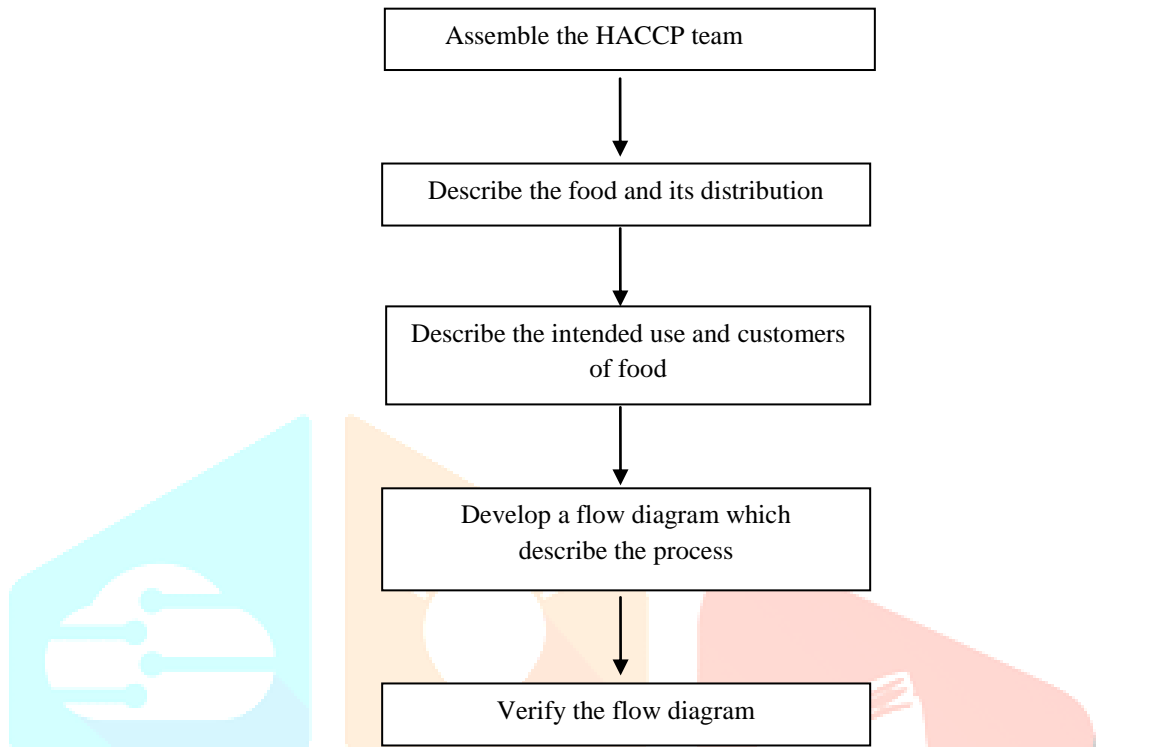 Assemble the HACCP team
Describe the food and its distribution
Describe the intended use and customers
of food
Develop a flow diagram which
describe the process
Verify the flow diagram